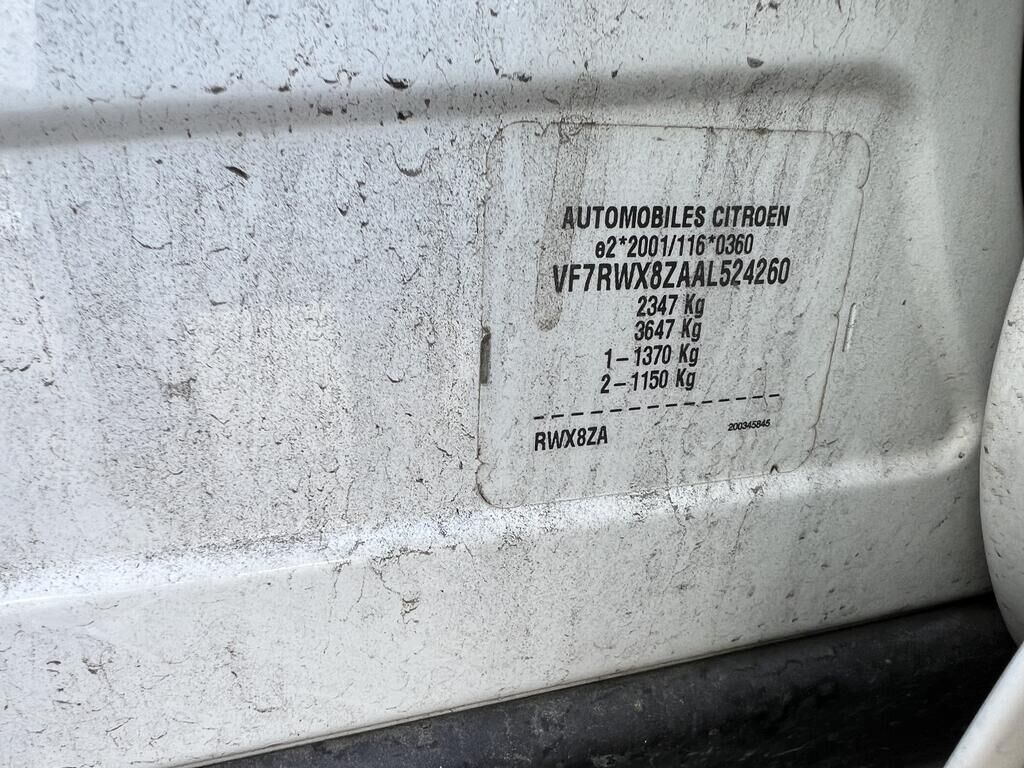 AUTOMOBILES CITROEN
e2*2001/116*0360
VF7RWX8ZAAL524260
2347 Kg
3647 Kg
1-1370 Kg
2-1150 Kg
RWX8ZA
200345845